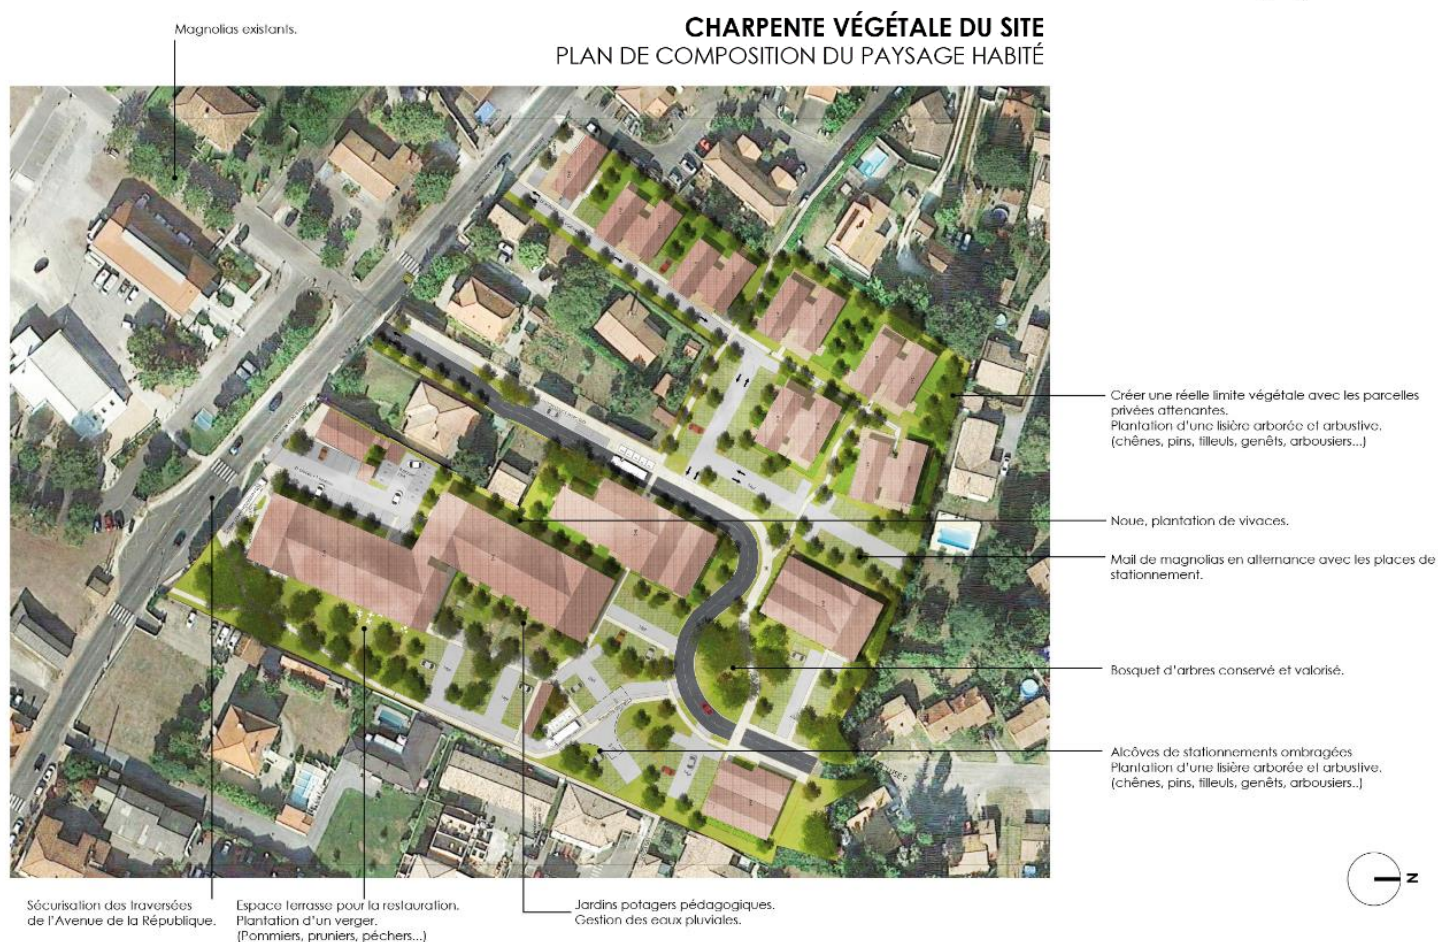 Magnolias existants.
CHARPENTE VÉGÉTALE DU SITE
PLAN DE COMPOSITION DU PAYSAGE HABITÉ
Créer une réelle limite végétale avec les parcelles
privées attenantes.
Plantation d'une lisière arborée et arbustive.
(chênes, pins, tilleuls, genêts, arbousiers...)
Noue, plantation de vivaces.
Mail de magnolias en alternance avec les places de
stationnement.
Bosquet d'arbres conservé et valorisé.
Alcôves de stationnements ombragées
Plantation d'une lisière arborée et arbustive.
(chênes, pins, tilleuls, genêts, arbousiers..)
N
Sécurisation des traversées
de l'Avenue de la République.
Espace terrasse pour la restauration.
Plantation d'un verger.
(Pommiers, pruniers, péchers...)
Jardins potagers pédagogiques.
Gestion des eaux pluviales.